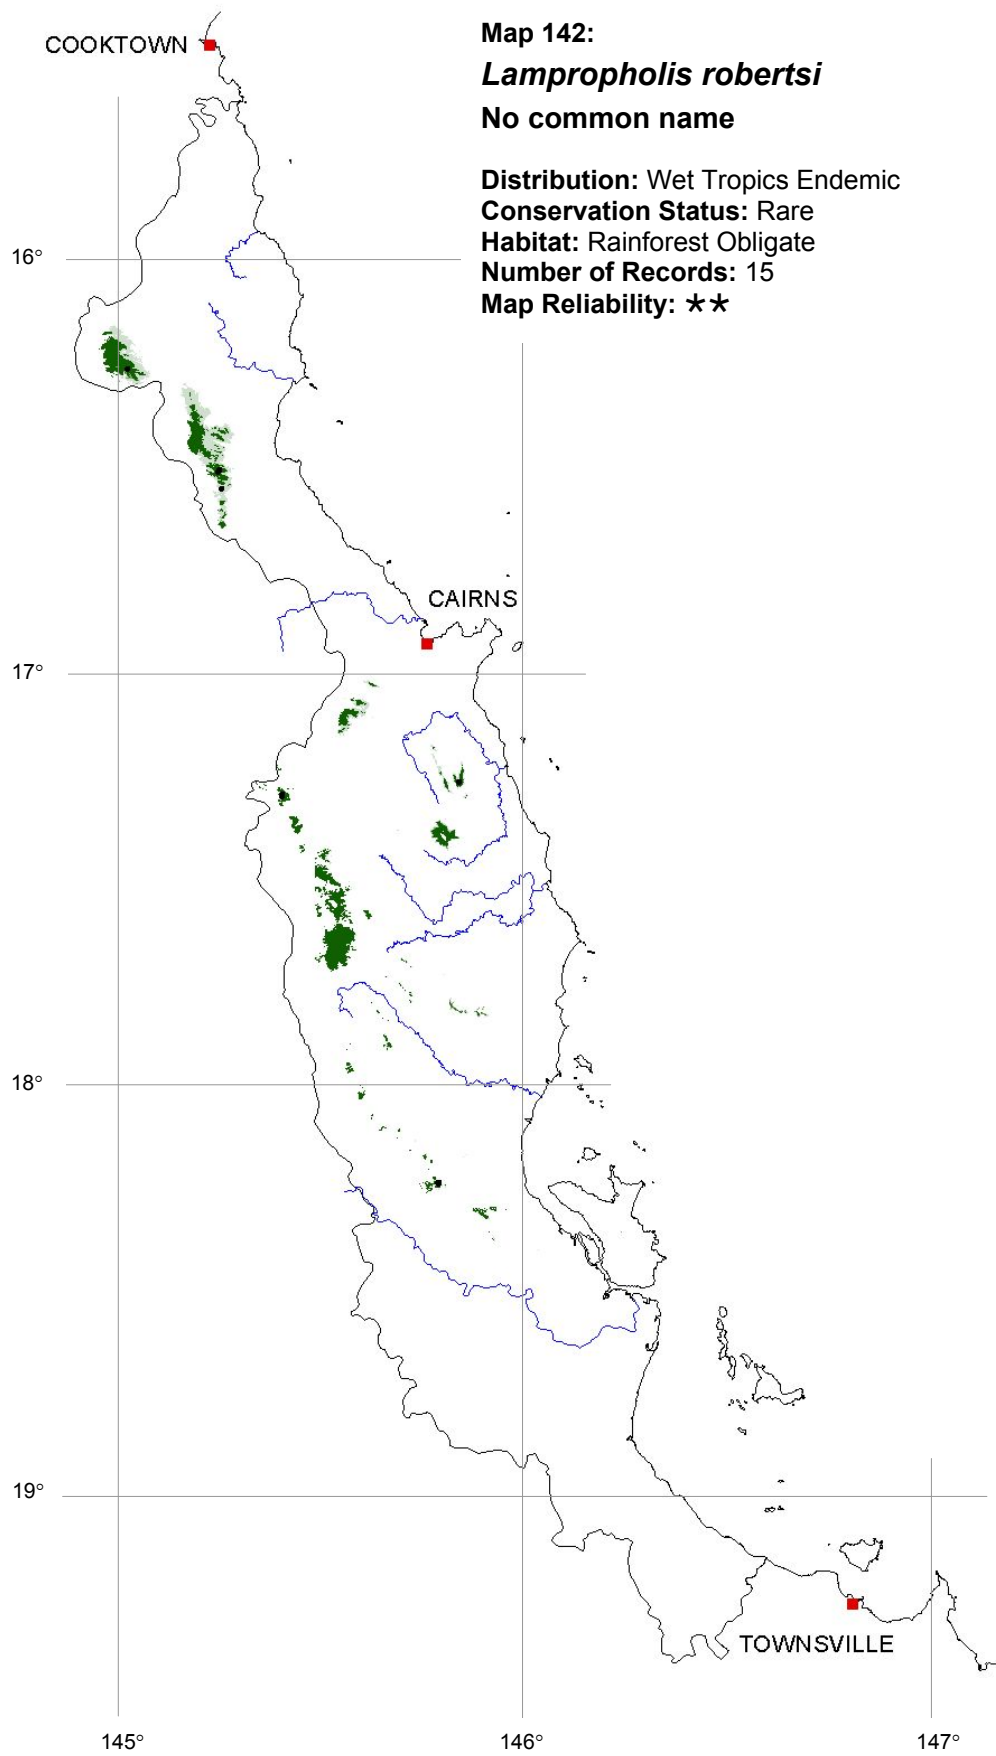 Map 142:
Lampropholis robertsi
No common name
Distribution: Wet Tropics Endemic
Conservation Status: Rare
Habitat: Rainforest Obligate
Number of Records: 15
Map Reliability: **
COOKTOWN
16°
CAIRNS
17°
18°
19°
TOWNSVILLE
145°
146°
147°